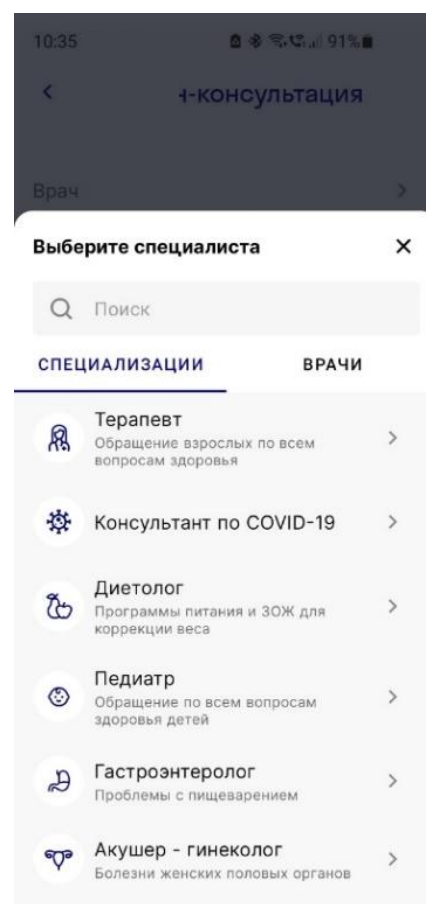 10:35
91%
н-консультация
Врач
Выберите специалиста
Поиск
СПЕЦИАЛИЗАЦИИ
ВРАЧИ
Терапевт
Обращение взрослых по всем
вопросам здоровья
Консультант по COVID-19
Диетолог
Программы питания и ЗОЖ для
коррекции веса
Педиатр
Обращение по всем вопросам
здоровья детей
Гастроэнтеролог
Проблемы с пищеварением
Акушер - гинеколог
Болезни женских половых органов